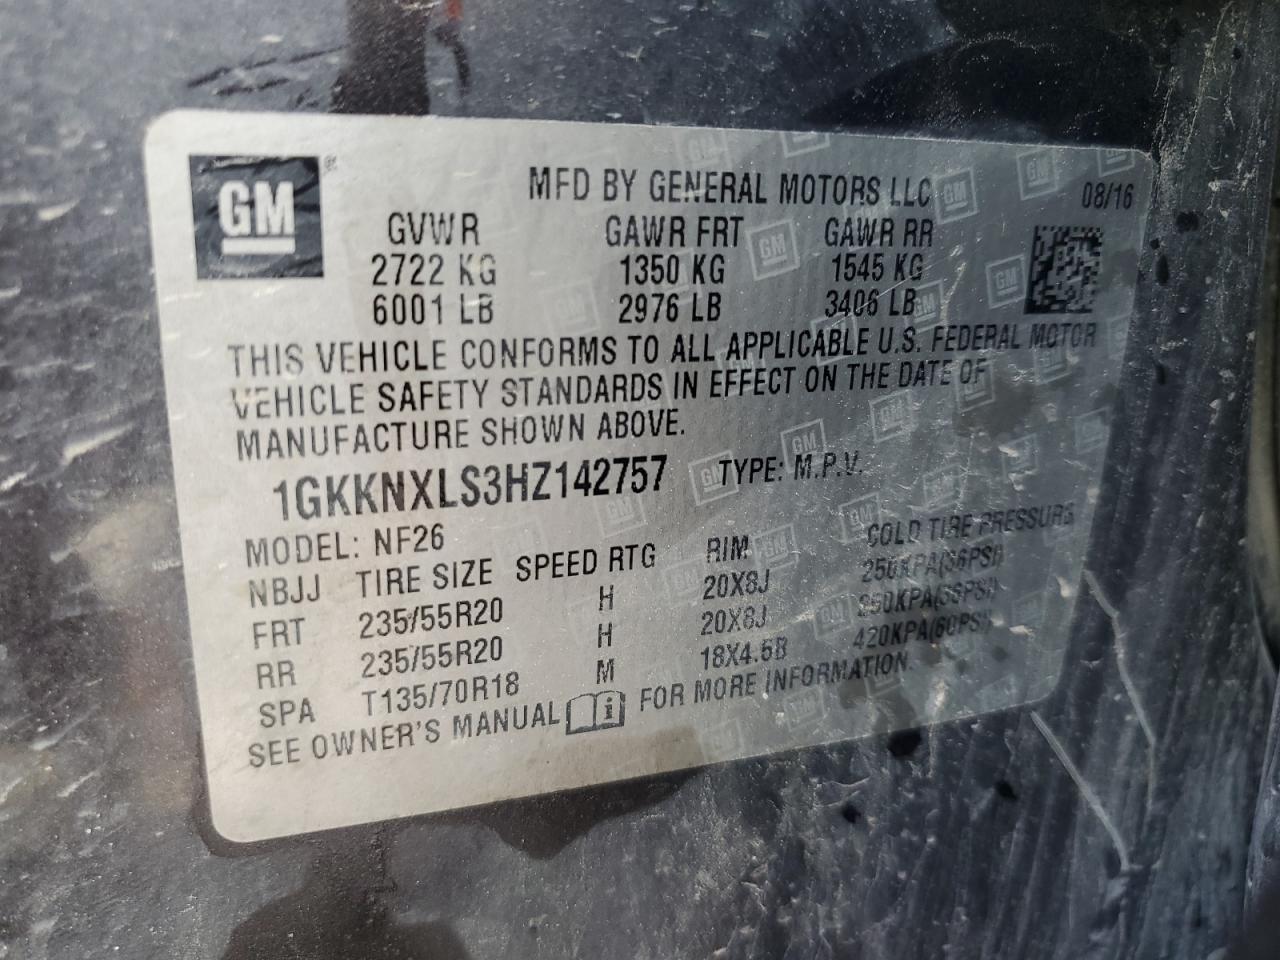 GM ®
MFD BY GENERAL MOTORS LLC 08/16
GVWR GAWR FRT GAWR RR
2722 KG 1350 KG 1545 KG
6001 LB 2976 LB 3406 LB
THIS VEHICLE CONFORMS TO ALL APPLICABLE U.S. FEDERAL MOTOR
VEHICLE SAFETY STANDARDS IN EFFECT ON THE DATE OF
MANUFACTURE SHOWN ABOVE.
1GKKNXLS3HZ142757 TYPE: M.P.V.
MODEL: NF26
NBJJ TIRE SIZE SPEED RTG RIM COLD TIRE PRESSURE
FRT 235/55R20 H 20X8J 250KPA(36PSI)
RR 235/55R20 H 20X8J 250KPA(36PSI)
SPA T135/70R18 M 18X4.5B 420KPA(60PSI)
SEE OWNER'S MANUAL FOR MORE INFORMATION.